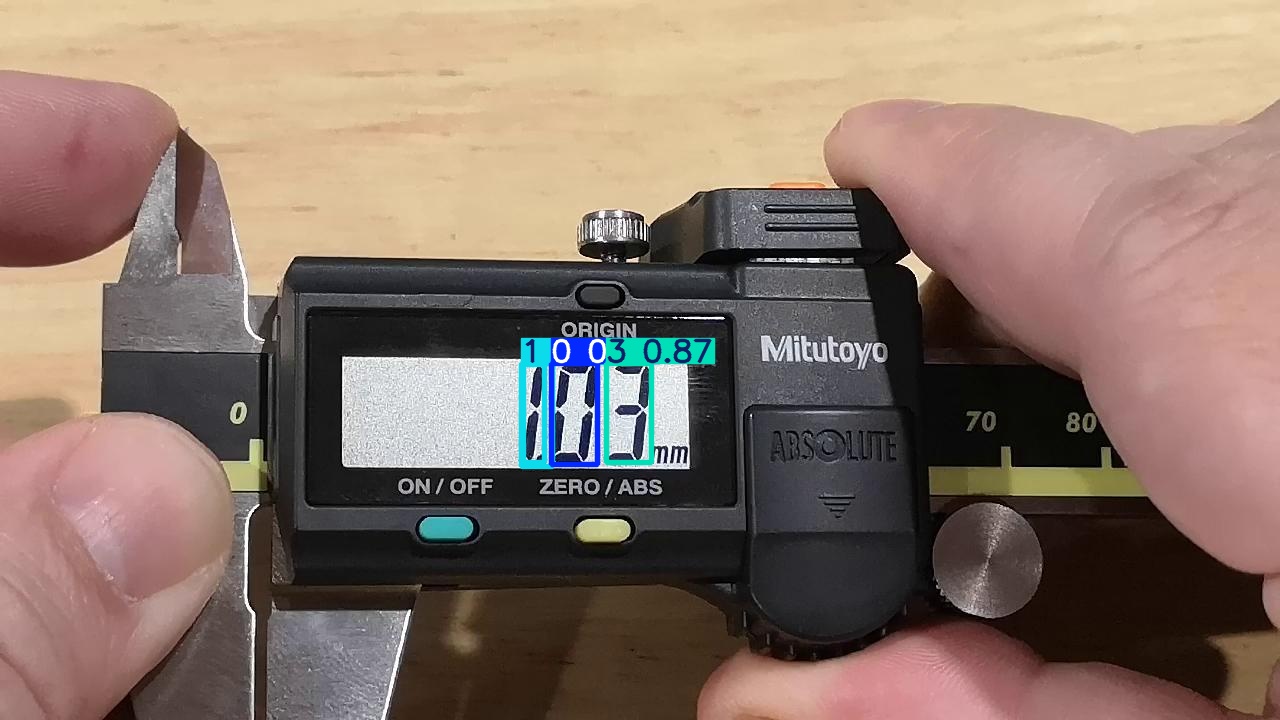 Mitutoyo
ORIGIN
1 0 03 0.87
103 mm
0
70 80
ABSOLUTE
ON / OFF ZERO / ABS